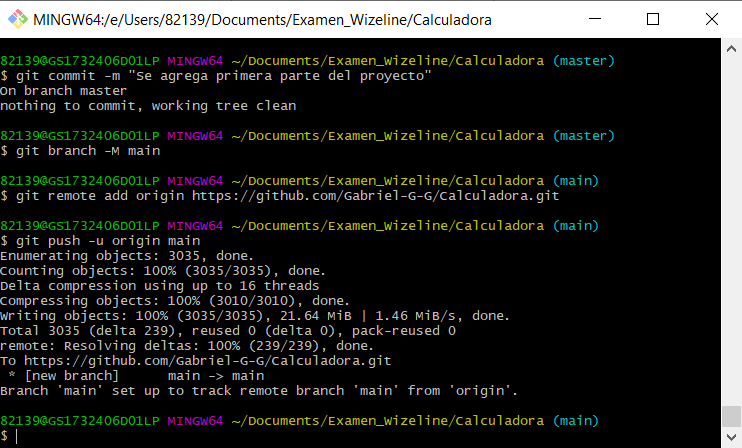 MINGW64:/e/Users/82139/Documents/Examen_Wizeline/Calculadora
82139@GS1732406D01LP MINGW64 ~/Documents/Examen_Wizeline/Calculadora (master)
$ git commit -m "Se agrega primera parte del proyecto"
On branch master
nothing to commit, working tree clean
82139@GS1732406D01LP MINGW64 ~/Documents/Examen_Wizeline/Calculadora (master)
$ git branch -M main
82139@GS1732406D01LP MINGW64 ~/Documents/Examen_Wizeline/Calculadora (main)
$ git remote add origin https://github.com/Gabriel-G-G/Calculadora.git
82139@GS1732406D01LP MINGW64 ~/Documents/Examen_Wizeline/Calculadora (main)
$ git push -u origin main
Enumerating objects: 3035, done.
Counting objects: 100% (3035/3035), done.
Delta compression using up to 16 threads
Compressing objects: 100% (3010/3010), done.
Writing objects: 100% (3035/3035), 21.64 MiB | 1.46 MiB/s, done.
Total 3035 (delta 239), reused 0 (delta 0), pack-reused 0
remote: Resolving deltas: 100% (239/239), done.
To https://github.com/Gabriel-G-G/Calculadora.git
 * [new branch]      main -> main
Branch 'main' set up to track remote branch 'main' from 'origin'.
82139@GS1732406D01LP MINGW64 ~/Documents/Examen_Wizeline/Calculadora (main)
$